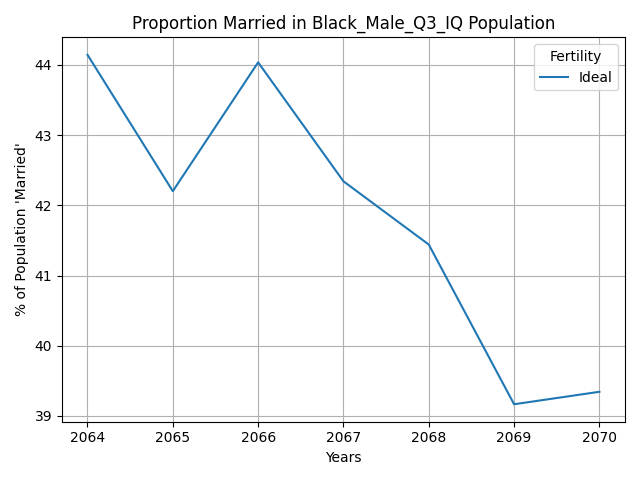 Proportion Married in Black_Male_Q3_IQ Population
% of Population 'Married'
44
43
42
41
40
39
Fertility
Ideal
2064 2065 2066 2067 2068 2069 2070
Years